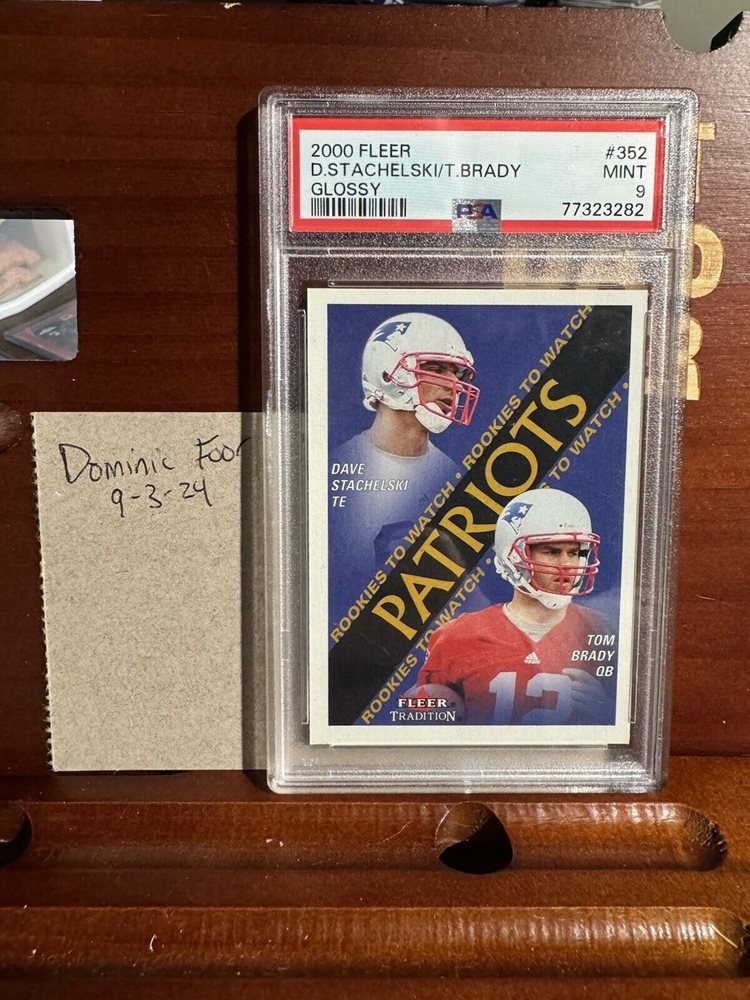 2000 FLEER #352
D.STACHELSKI/T.BRADY MINT
GLOSSY 9
PSA 77323282
Dominic Foor
9-3-24
DAVE
STACHELSKI
TE
ROOKIES TO WATCH • ROOKIES TO WATCH
PATRIOTS
ROOKIES TO WATCH • TO WATCH •
TOM
BRADY
QB
12
FLEER
TRADITION